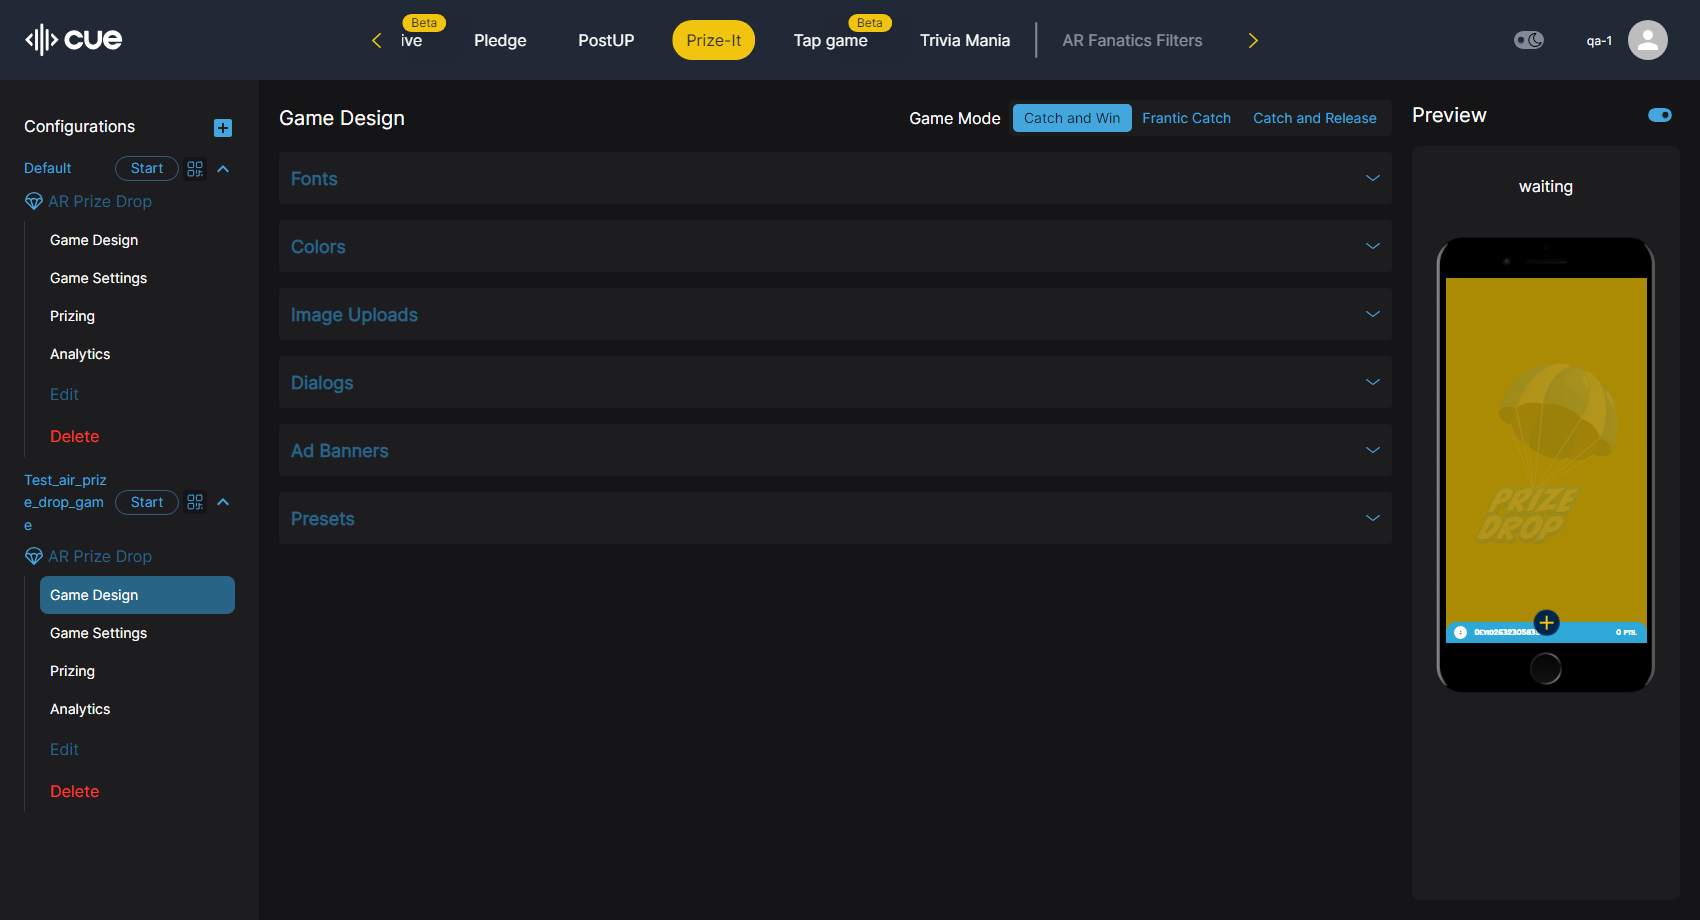 cue
Beta
ive
Pledge
PostUP
Prize-It
Beta
Tap game
Trivia Mania
AR Fanatics Filters
qa-1
Configurations
Default
Start
AR Prize Drop
Game Design
Game Settings
Prizing
Analytics
Edit
Delete
Test_air_priz
e_drop_gam
e
Start
AR Prize Drop
Game Design
Game Settings
Prizing
Analytics
Edit
Delete
Game Design
Game Mode
Catch and Win
Frantic Catch
Catch and Release
Fonts
Colors
Image Uploads
Dialogs
Ad Banners
Presets
Preview
waiting
PRIZE
DROP
0 PTS.